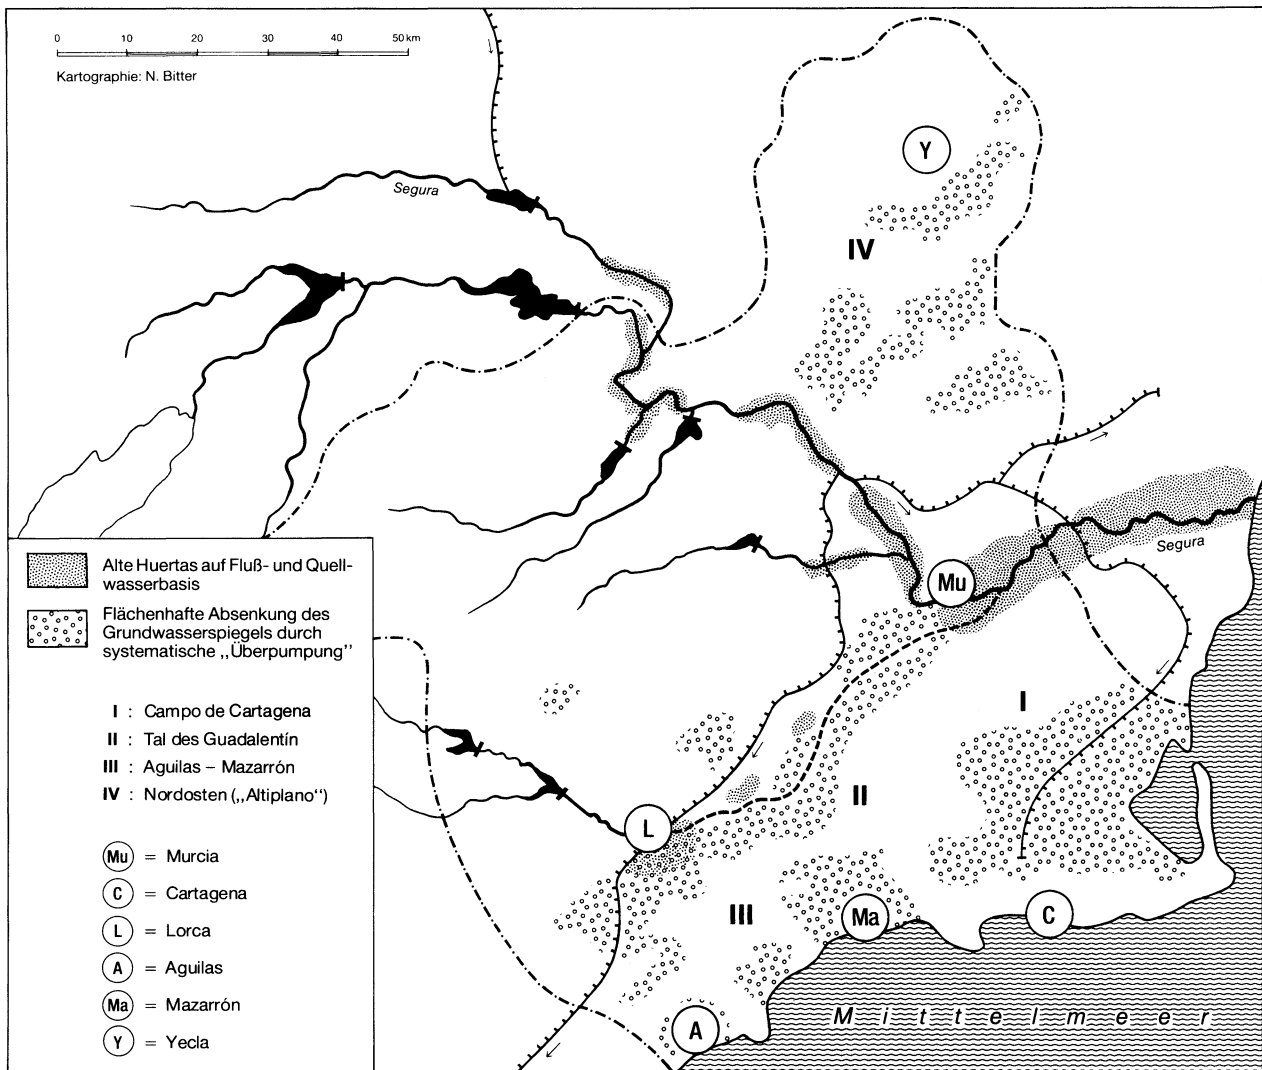 0 10 20 30 40 50 km
Kartographie: N. Bitter
Segura
Y
IV
Segura
Mu
I
II
L
III
Ma
C
A
Mittelmeer
Alte Huertas auf Fluß- und Quell-
wasserbasis
Flächenhafte Absenkung des
Grundwasserspiegels durch
systematische „Überpumpung"
I : Campo de Cartagena
II : Tal des Guadalentín
III : Aguilas – Mazarrón
IV : Nordosten („Altiplano")
Mu = Murcia
C = Cartagena
L = Lorca
A = Aguilas
Ma = Mazarrón
Y = Yecla